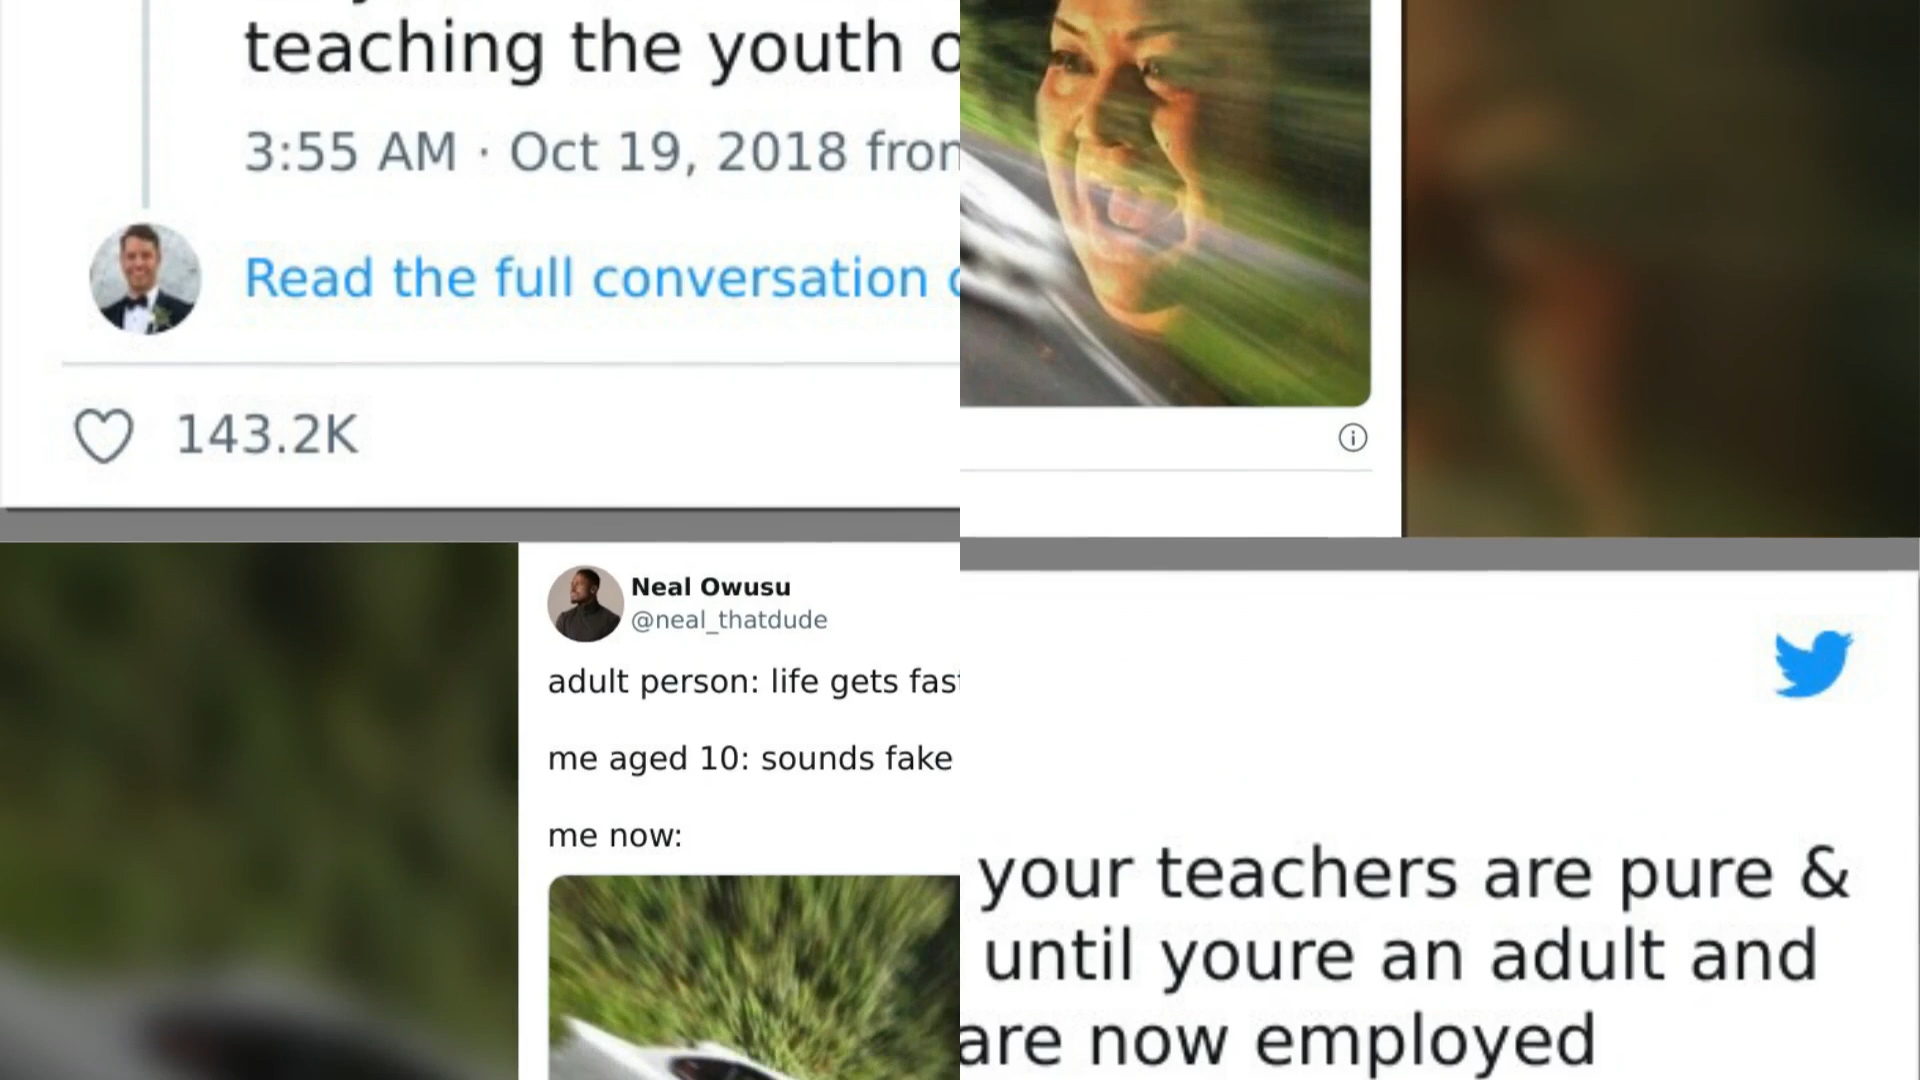 teaching the youth
3:55 AM · Oct 19, 2018
Read the full conversation
143.2K
Neal Owusu
@neal_thatdude
adult person: life gets
me aged 10: sounds fake
me now:
your teachers are pure &
until youre an adult and
are now employed